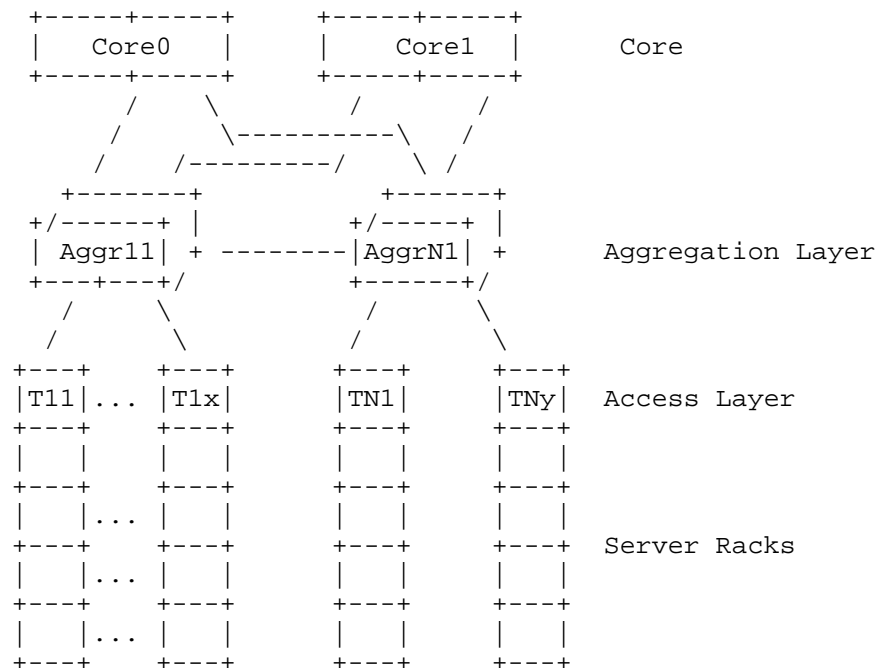 Core0 Core1 Core
Aggr11 AggrN1 Aggregation Layer
T11 ... T1x TN1 TNy Access Layer
...
Server Racks
...
...